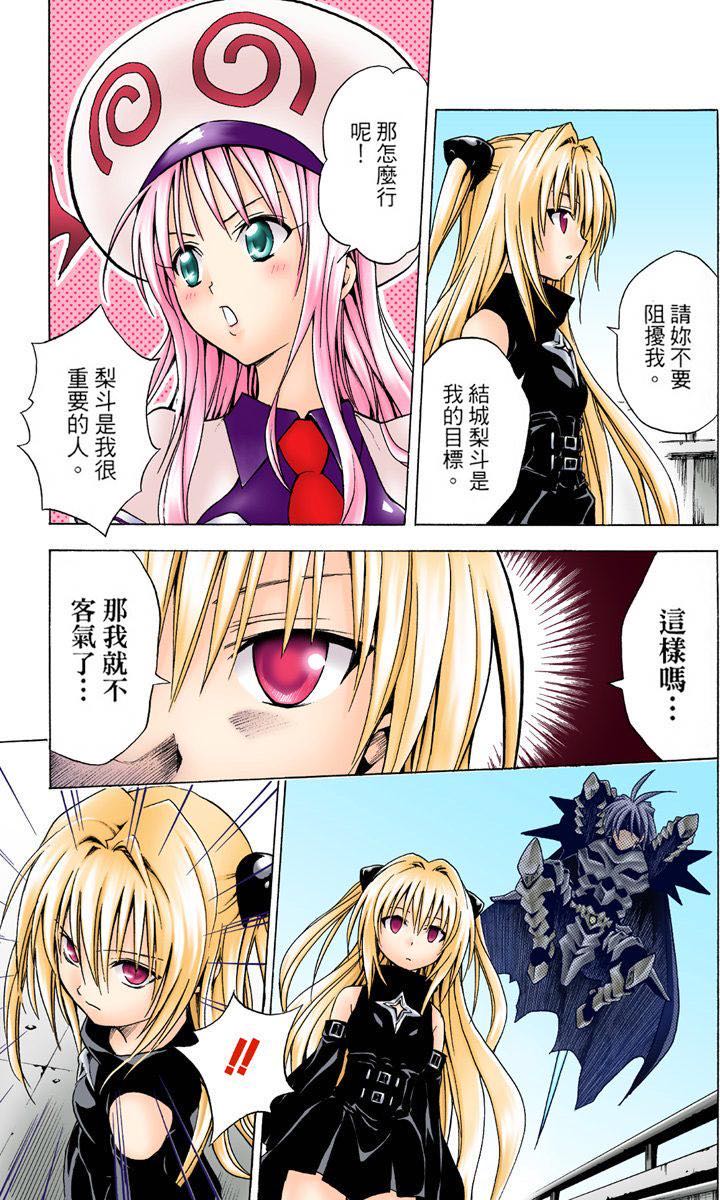 請妳不要
阻擾我。
結城梨斗是
我的目標。
那怎麼行
呢！
梨斗是我很
重要的人。
這樣嗎…
那我就不
客氣了…
!!